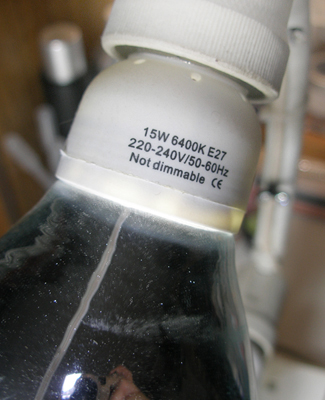 15W 6400K E27
220-240V/50-60Hz
Not dimmable CE